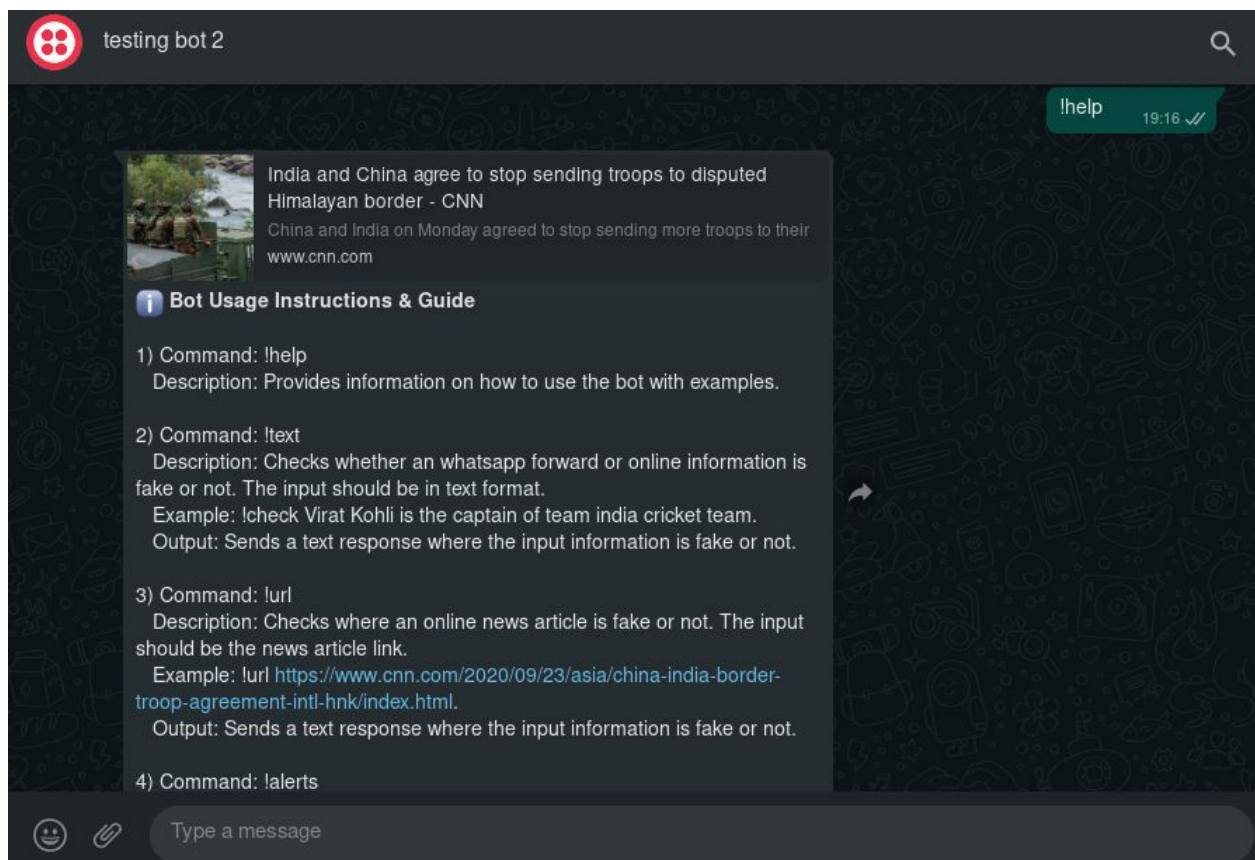 testing bot 2
!help
19:16
India and China agree to stop sending troops to disputed
Himalayan border - CNN
China and India on Monday agreed to stop sending more troops to their
www.cnn.com
Bot Usage Instructions & Guide
1) Command: !help
Description: Provides information on how to use the bot with examples.
2) Command: !text
Description: Checks whether an whatsapp forward or online information is
fake or not. The input should be in text format.
Example: !check Virat Kohli is the captain of team india cricket team.
Output: Sends a text response where the input information is fake or not.
3) Command: !url
Description: Checks where an online news article is fake or not. The input
should be the news article link.
Example: !url https://www.cnn.com/2020/09/23/asia/china-india-border-
troop-agreement-intl-hnk/index.html.
Output: Sends a text response where the input information is fake or not.
4) Command: !alerts
Type a message